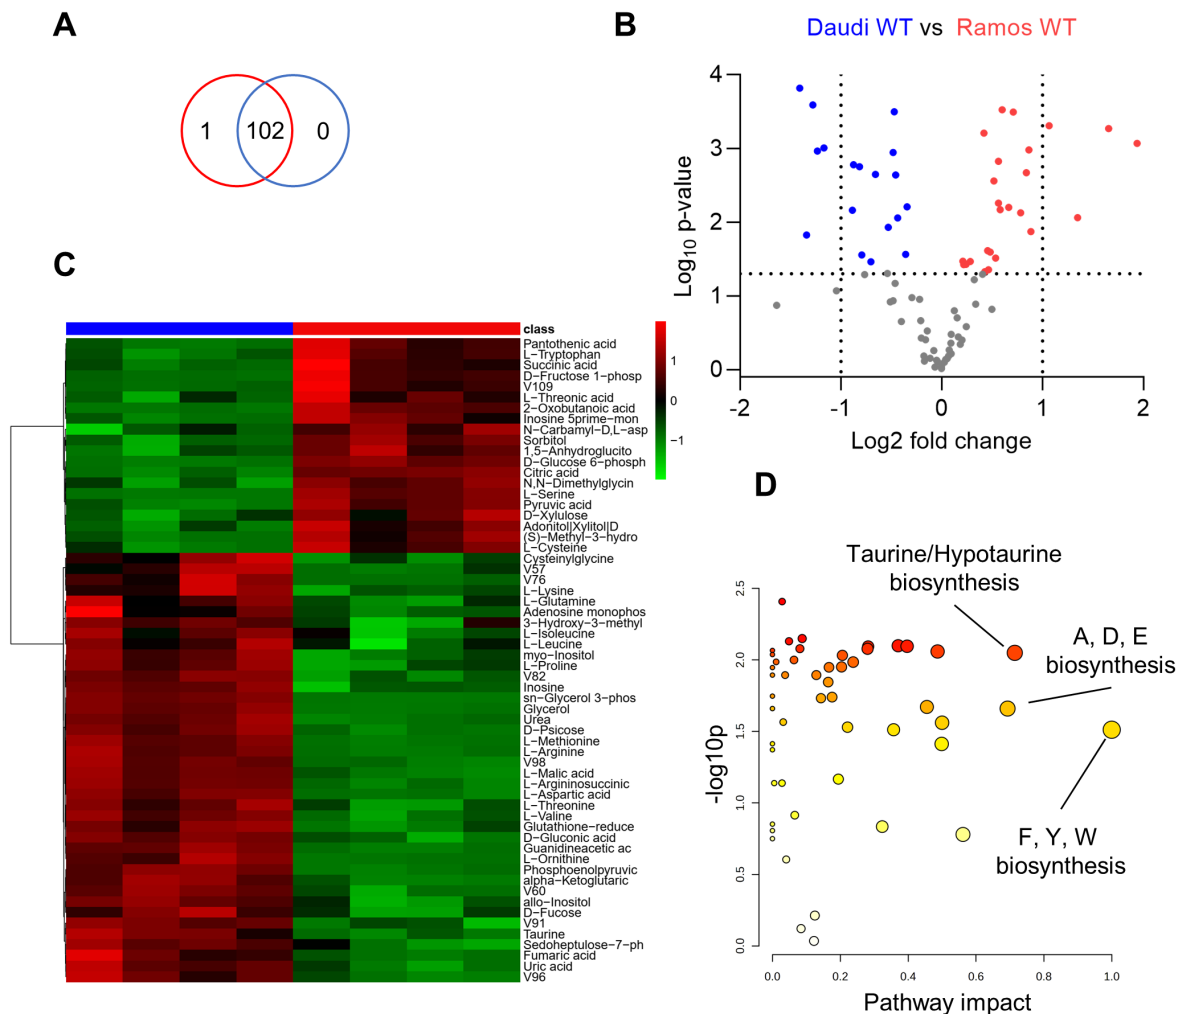 A
1
102
0
B
Daudi WT vs Ramos WT
4
3
2
1
0
Log10 p-value
-2
-1
0
1
2
Log2 fold change
C
class
Pantothenic acid
L−Tryptophan
Succinic acid
D−Fructose 1−phosp
V109
L−Threonic acid
2−Oxobutanoic acid
Inosine 5prime−mon
N−Carbamyl−D,L−asp
Sorbitol
1,5−Anhydroglucito
D−Glucose 6−phosph
Citric acid
N,N−Dimethylglycin
L−Serine
Pyruvic acid
D−Xylulose
Adonitol|Xylitol|D
(S)−Methyl−3−hydro
L−Cysteine
Cysteinylglycine
V57
V76
L−Lysine
L−Glutamine
Adenosine monophos
3−Hydroxy−3−methyl
L−Isoleucine
L−Leucine
myo−Inositol
L−Proline
V82
Inosine
sn−Glycerol 3−phos
Glycerol
Urea
D−Psicose
L−Methionine
L−Arginine
V98
L−Malic acid
L−Argininosuccinic
L−Aspartic acid
L−Threonine
L−Valine
Glutathione−reduce
D−Gluconic acid
Guanidineacetic ac
L−Ornithine
Phosphoenolpyruvic
alpha−Ketoglutaric
V60
allo−Inositol
D−Fucose
V91
Taurine
Sedoheptulose−7−ph
Fumaric acid
Uric acid
V96
1
0
−1
D
Taurine/Hypotaurine
biosynthesis
A, D, E
biosynthesis
F, Y, W
biosynthesis
2.5
2.0
1.5
1.0
0.5
0.0
-log10p
0.0
0.2
0.4
0.6
0.8
1.0
Pathway impact